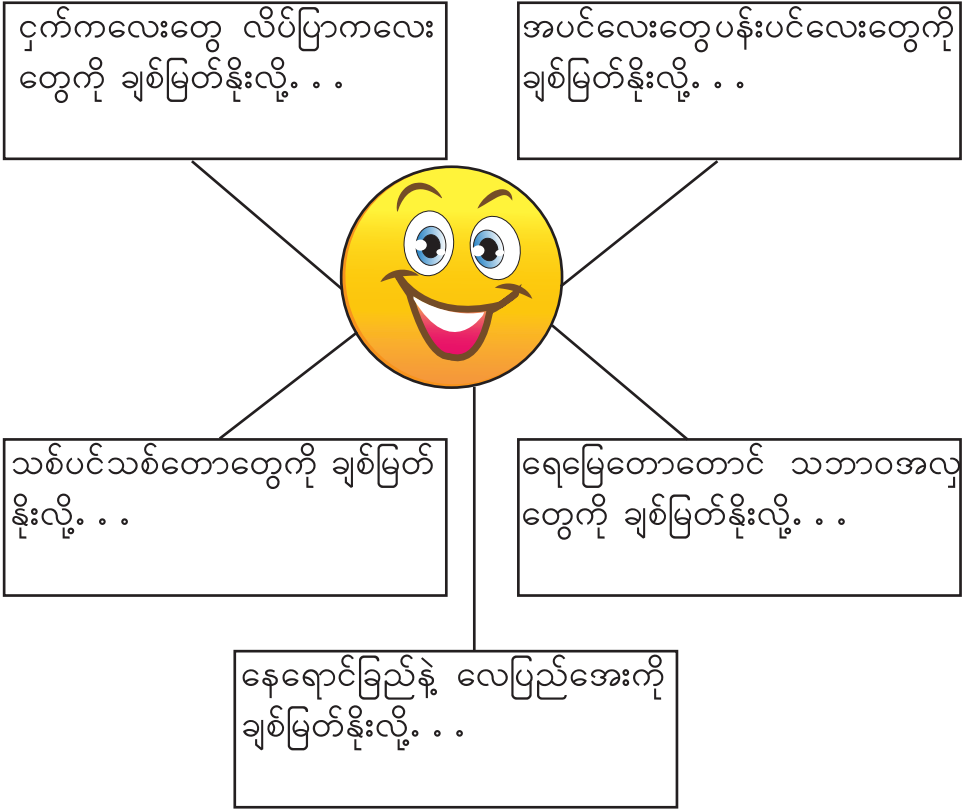 ငှက်ကလေးတွေ လိပ်ပြာကလေး
တွေကို ချစ်မြတ်နိုးလို့. . .
အပင်လေးတွေပန်းပင်လေးတွေကို
ချစ်မြတ်နိုးလို့. . .
သစ်ပင်သစ်တောတွေကို ချစ်မြတ်
နိုးလို့. . .
ရေမြေတောတောင် သဘာဝအလှ
တွေကို ချစ်မြတ်နိုးလို့. . .
နေရောင်ခြည်နဲ့ လေပြည်အေးကို
ချစ်မြတ်နိုးလို့. . .